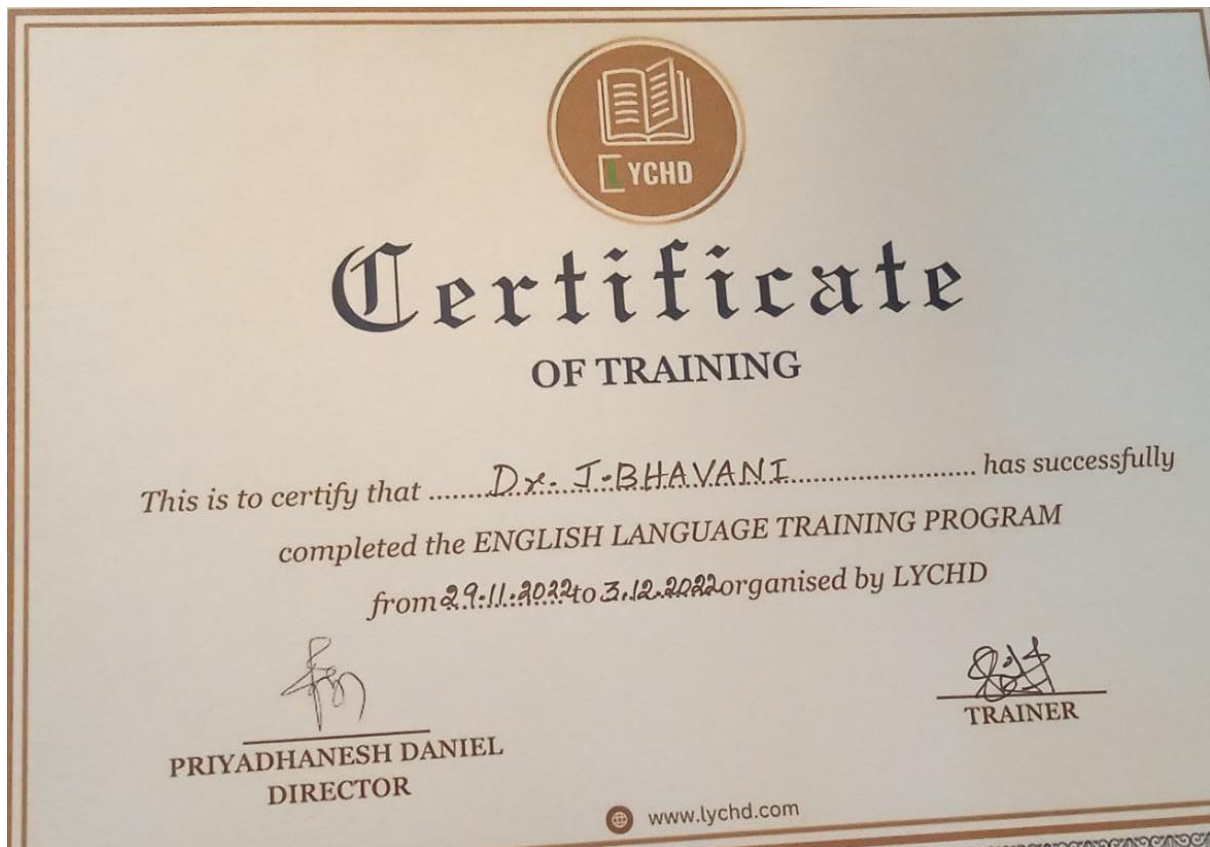 LYCHD
Certificate
OF TRAINING
This is to certify that ........Dr. J.BHAVANI........................ has successfully
completed the ENGLISH LANGUAGE TRAINING PROGRAM
from 29.11.2022 to 3.12.2022 organised by LYCHD
PRIYADHANESH DANIEL
DIRECTOR
TRAINER
www.lychd.com